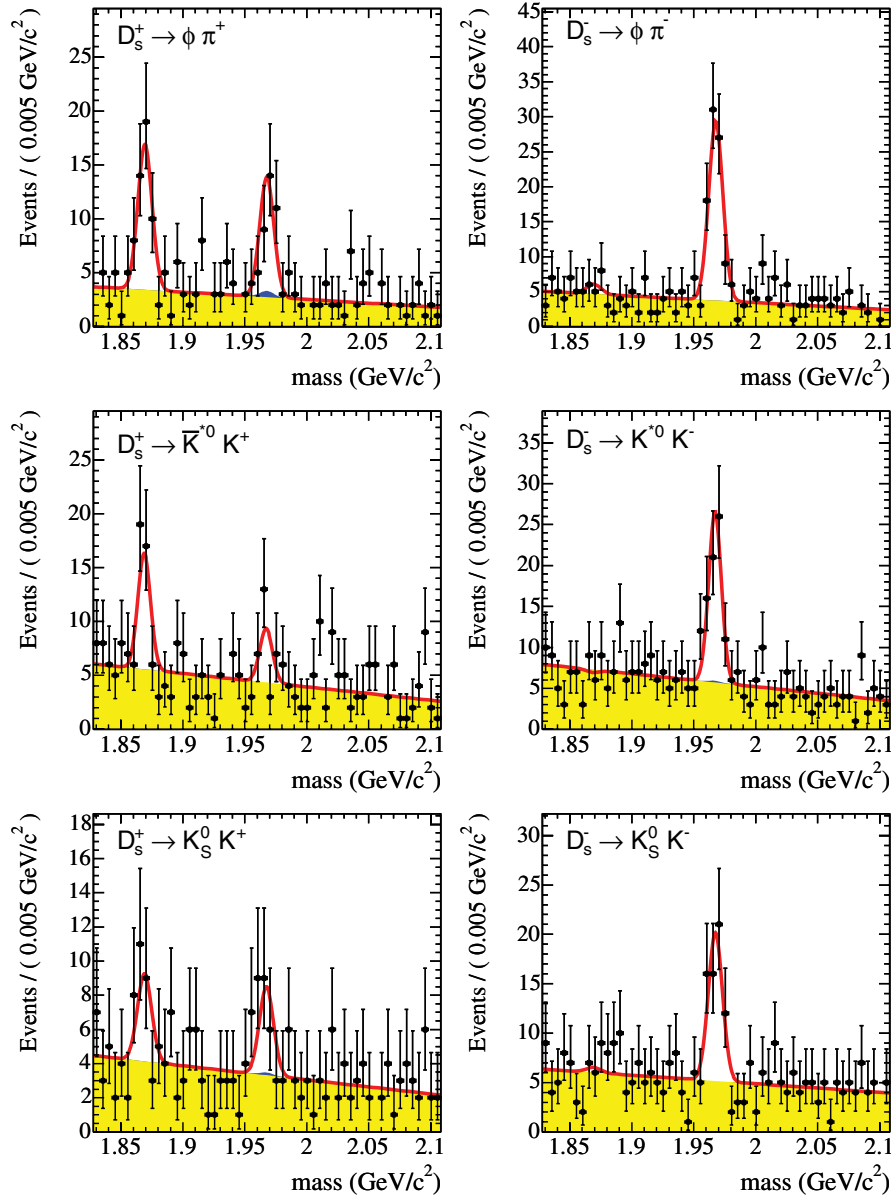 D_s^+ → ϕ π^+
Events / ( 0.005 GeV/c^2 )
25
20
15
10
5
0
1.85 1.9 1.95 2 2.05 2.1
mass (GeV/c^2)
D_s^- → ϕ π^-
Events / ( 0.005 GeV/c^2 )
45
40
35
30
25
20
15
10
5
0
1.85 1.9 1.95 2 2.05 2.1
mass (GeV/c^2)
D_s^+ → K̅^{*0} K^+
Events / ( 0.005 GeV/c^2 )
25
20
15
10
5
0
1.85 1.9 1.95 2 2.05 2.1
mass (GeV/c^2)
D_s^- → K^{*0} K^-
Events / ( 0.005 GeV/c^2 )
35
30
25
20
15
10
5
0
1.85 1.9 1.95 2 2.05 2.1
mass (GeV/c^2)
D_s^+ → K_S^0 K^+
Events / ( 0.005 GeV/c^2 )
18
16
14
12
10
8
6
4
2
0
1.85 1.9 1.95 2 2.05 2.1
mass (GeV/c^2)
D_s^- → K_S^0 K^-
Events / ( 0.005 GeV/c^2 )
30
25
20
15
10
5
0
1.85 1.9 1.95 2 2.05 2.1
mass (GeV/c^2)